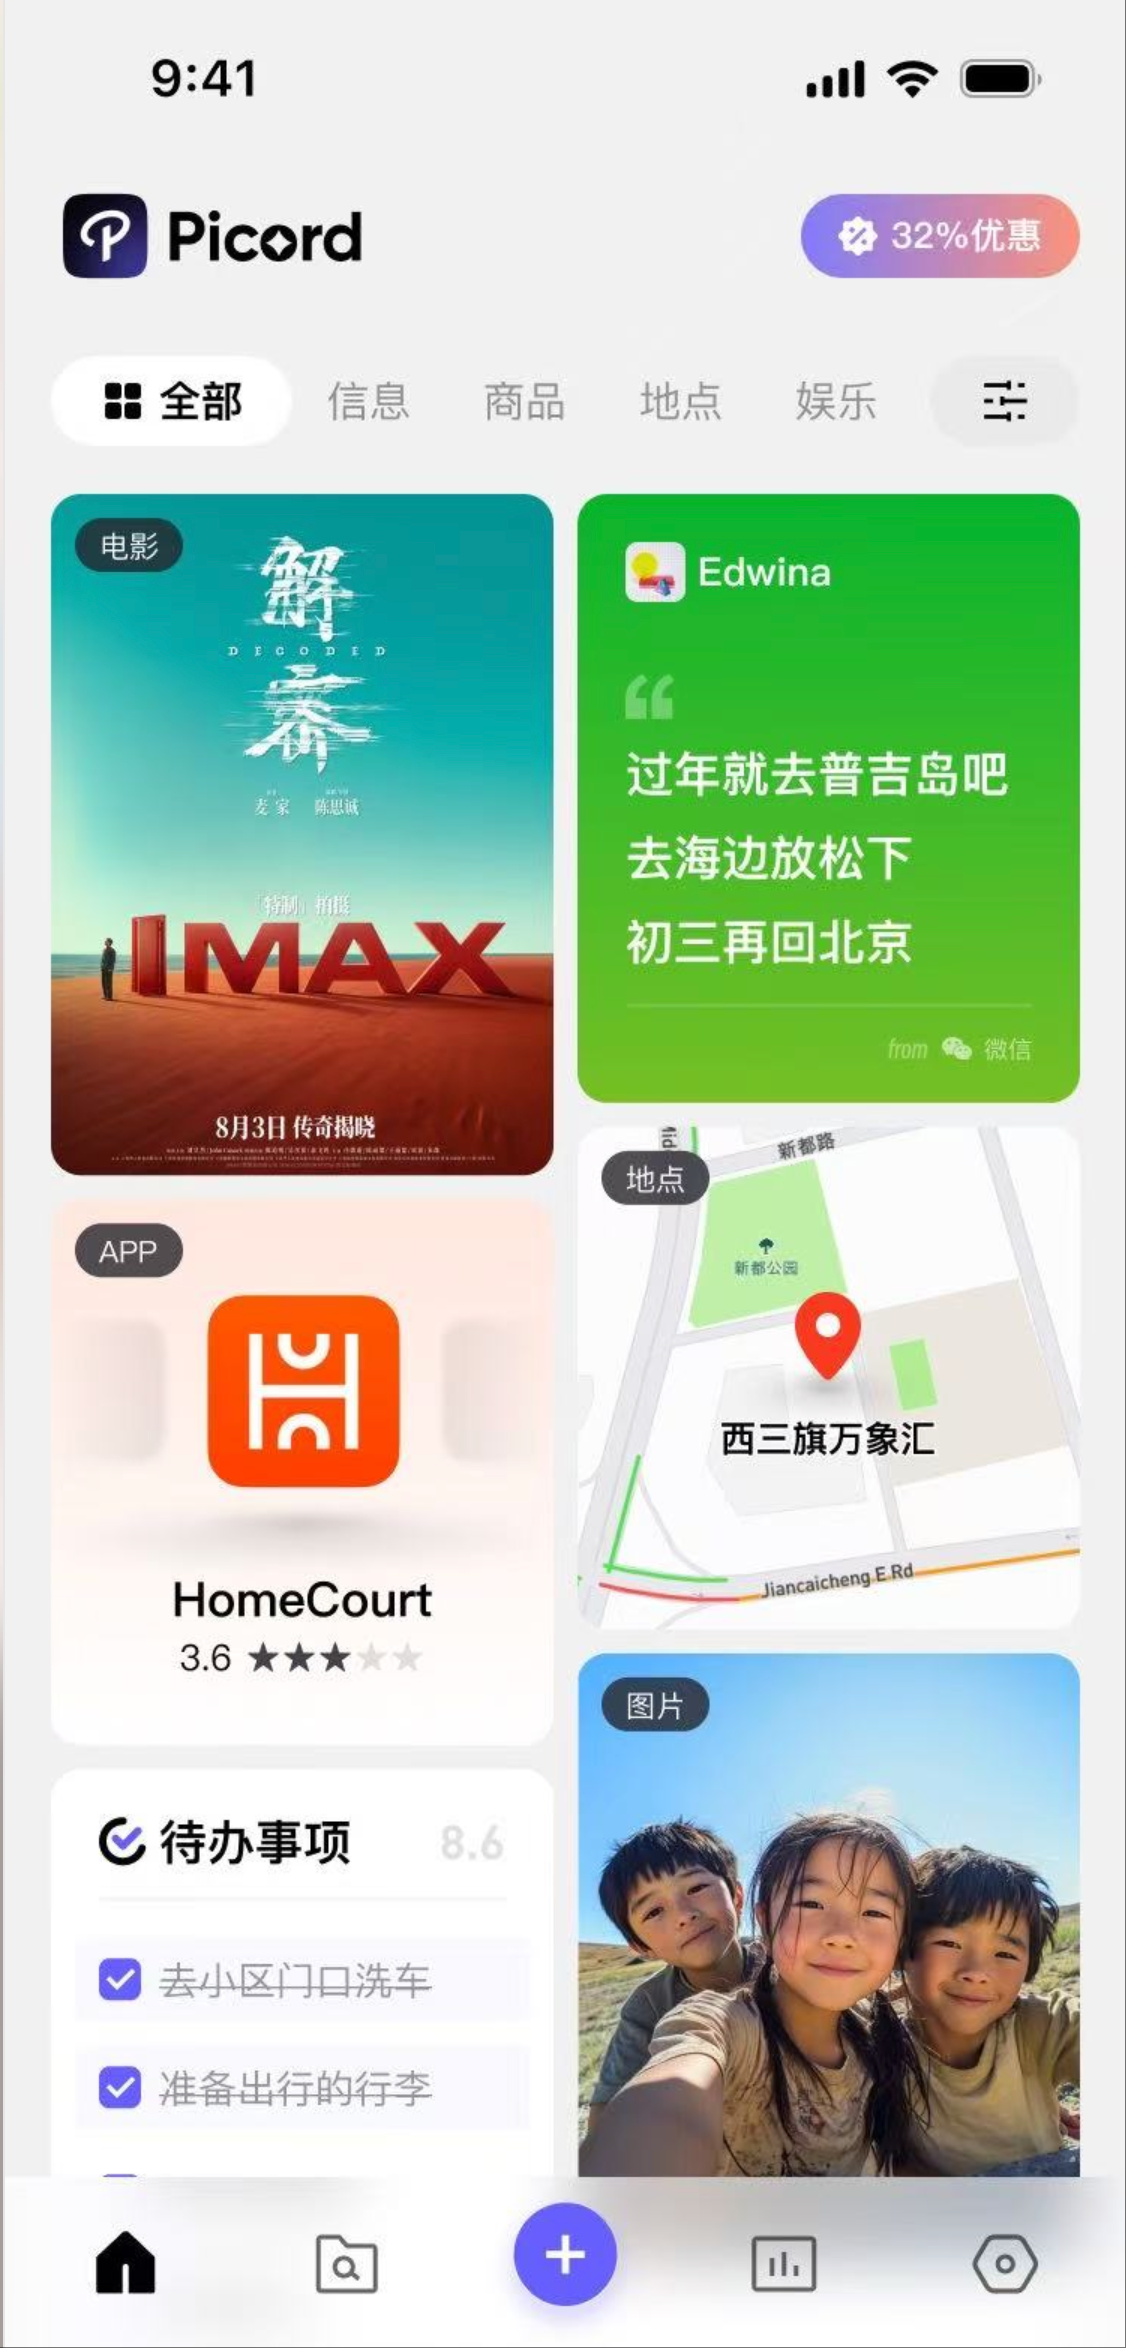 9:41
Picord
32%优惠
全部 信息 商品 地点 娱乐
电影
解密
DECODED
麦家 陈思诚
「特制」拍摄
IMAX
8月3日 传奇揭晓
Edwina
过年就去普吉岛吧
去海边放松下
初三再回北京
from 微信
APP
HomeCourt
3.6
地点
新都路
新都公园
西三旗万象汇
Jiancaicheng E Rd
待办事项 8.6
去小区门口洗车
准备出行的行李
图片